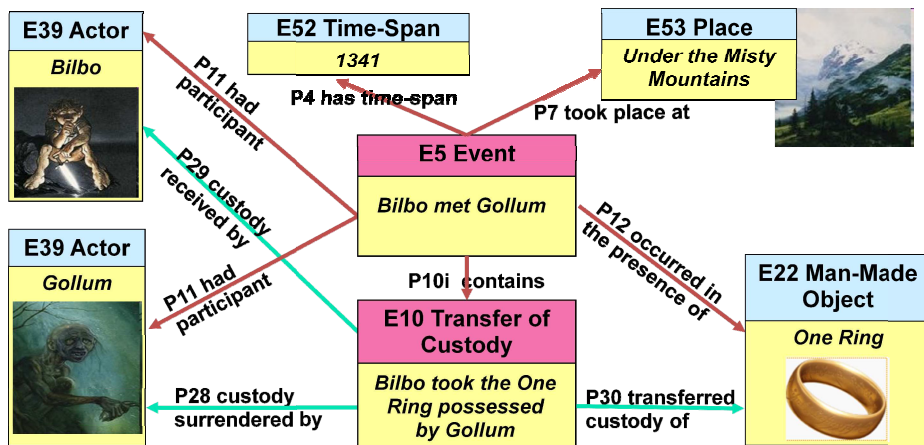 E39 Actor
Bilbo
E52 Time-Span
1341
E53 Place
Under the Misty
Mountains
P11 had
participant
P4 has time-span
P7 took place at
P29 custody
received by
E5 Event
Bilbo met Gollum
P12 occurred in
the presence of
E39 Actor
Gollum
P11 had
participant
P10i contains
E22 Man-Made
Object
One Ring
E10 Transfer of
Custody
Bilbo took the One
Ring possessed
by Gollum
P28 custody
surrendered by
P30 transferred
custody of